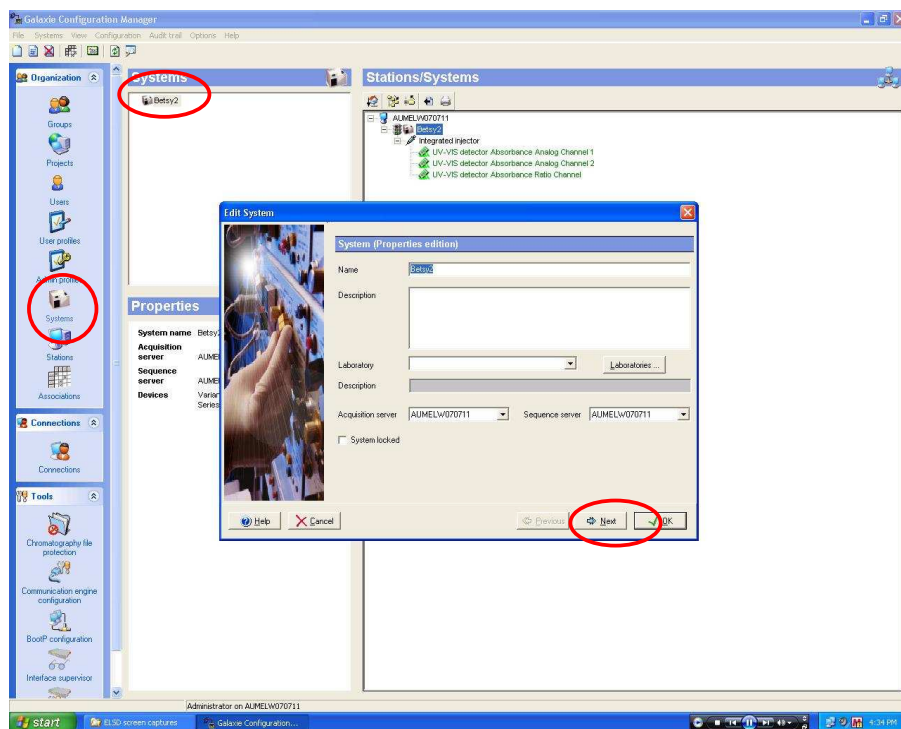 Galaxie Configuration Manager
File Systems View Configuration Audit trail Options Help
Organization
Groups
Projects
Users
User profiles
Admin profiles
Systems
Stations
Associations
Connections
Connections
Tools
Chromatography file
protection
Communication engine
configuration
BootP configuration
Interface supervisor
Systems
Betsy2
Properties
System name Betsy2
Acquisition
server AUMEL
Sequence
server AUMEL
Devices Varian
Series
Stations/Systems
AUMELW070711
Betsy2
Integrated injector
UV-VIS detector Absorbance Analog Channel 1
UV-VIS detector Absorbance Analog Channel 2
UV-VIS detector Absorbance Ratio Channel
Edit System
System (Properties edition)
Name Betsy2
Description
Laboratory Laboratories ...
Description
Acquisition server AUMELW070711 Sequence server AUMELW070711
System locked
Help Cancel Previous Next OK
Administrator on AUMELW070711
start ELSD screen captures Galaxie Configuration... 4:34 PM